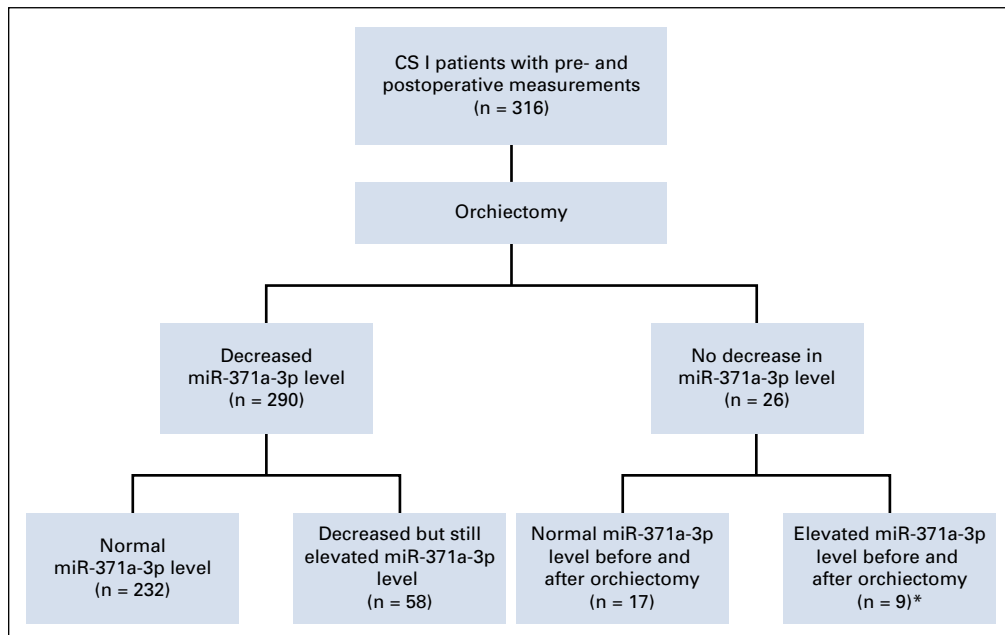 CS I patients with pre- and
postoperative measurements
(n = 316)
Orchiectomy
Decreased
miR-371a-3p level
(n = 290)
No decrease in
miR-371a-3p level
(n = 26)
Normal
miR-371a-3p level
(n = 232)
Decreased but still
elevated miR-371a-3p
level
(n = 58)
Normal miR-371a-3p
level before and
after orchiectomy
(n = 17)
Elevated miR-371a-3p
level before and
after orchiectomy
(n = 9)*